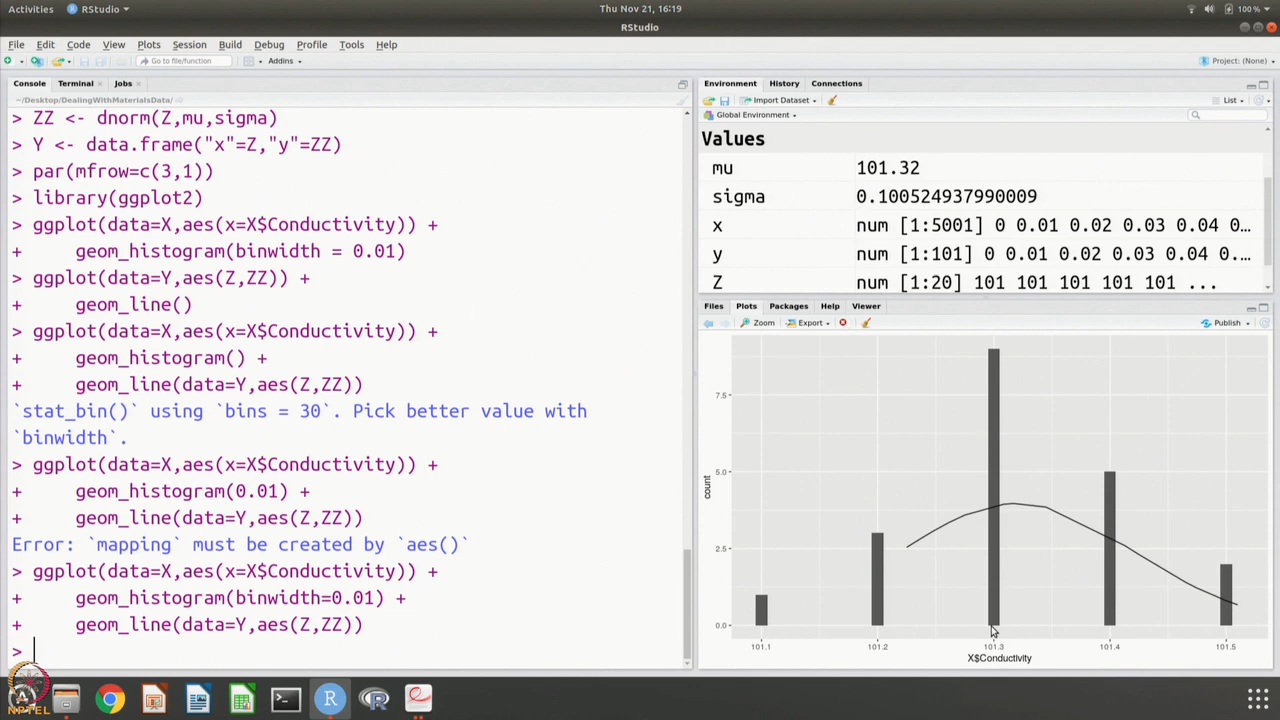 Activities RStudio Thu Nov 21, 16:19 100 %
RStudio
File Edit Code View Plots Session Build Debug Profile Tools Help
Go to file/function Addins Project: (None)
Console Terminal Jobs
~/Desktop/DealingWithMaterialsData/
> ZZ <- dnorm(Z,mu,sigma)
> Y <- data.frame("x"=Z,"y"=ZZ)
> par(mfrow=c(3,1))
> library(ggplot2)
> ggplot(data=X,aes(x=X$Conductivity)) +
+ geom_histogram(binwidth = 0.01)
> ggplot(data=Y,aes(Z,ZZ)) +
+ geom_line()
> ggplot(data=X,aes(x=X$Conductivity)) +
+ geom_histogram() +
+ geom_line(data=Y,aes(Z,ZZ))
`stat_bin()` using `bins = 30`. Pick better value with
`binwidth`.
> ggplot(data=X,aes(x=X$Conductivity)) +
+ geom_histogram(0.01) +
+ geom_line(data=Y,aes(Z,ZZ))
Error: `mapping` must be created by `aes()`
> ggplot(data=X,aes(x=X$Conductivity)) +
+ geom_histogram(binwidth=0.01) +
+ geom_line(data=Y,aes(Z,ZZ))
>
Environment History Connections
Import Dataset List
Global Environment
Values
mu 101.32
sigma 0.100524937990009
x num [1:5001] 0 0.01 0.02 0.03 0.04 0…
y num [1:101] 0 0.01 0.02 0.03 0.04 0.…
Z num [1:20] 101 101 101 101 101 ...
Files Plots Packages Help Viewer
Zoom Export Publish
7.5
5.0
2.5
0.0
count
101.1 101.2 101.3 101.4 101.5
X$Conductivity
NPTEL